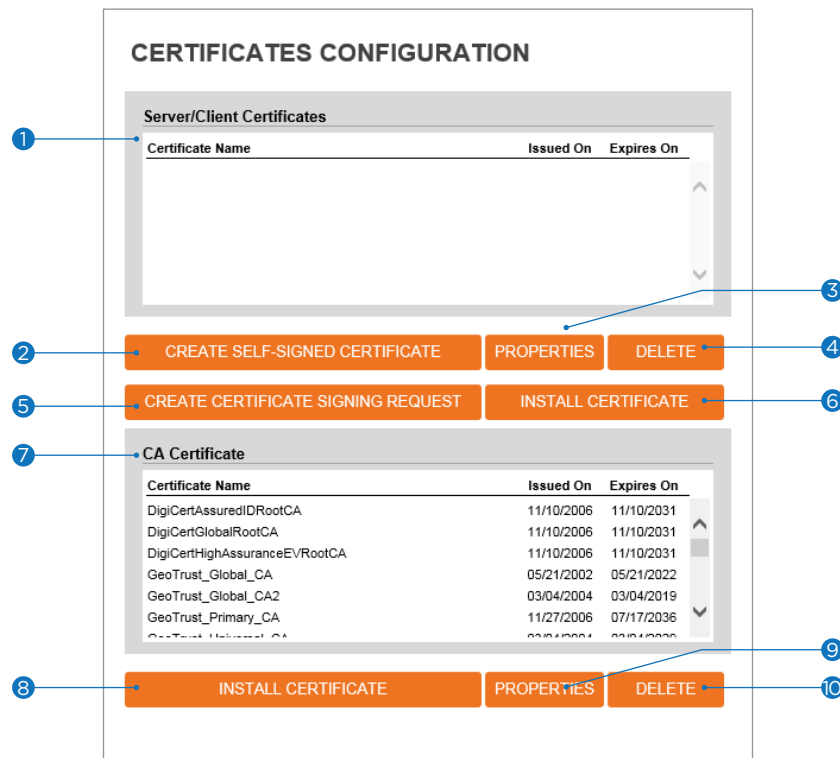 CERTIFICATES CONFIGURATION
Server/Client Certificates
1
Certificate Name Issued On Expires On
3
2 CREATE SELF-SIGNED CERTIFICATE PROPERTIES DELETE 4
5 CREATE CERTIFICATE SIGNING REQUEST INSTALL CERTIFICATE 6
7 CA Certificate
Certificate Name Issued On Expires On
DigiCertAssuredIDRootCA 11/10/2006 11/10/2031
DigiCertGlobalRootCA 11/10/2006 11/10/2031
DigiCertHighAssuranceEVRootCA 11/10/2006 11/10/2031
GeoTrust_Global_CA 05/21/2002 05/21/2022
GeoTrust_Global_CA2 03/04/2004 03/04/2019
GeoTrust_Primary_CA 11/27/2006 07/17/2036
9
8 INSTALL CERTIFICATE PROPERTIES DELETE 10